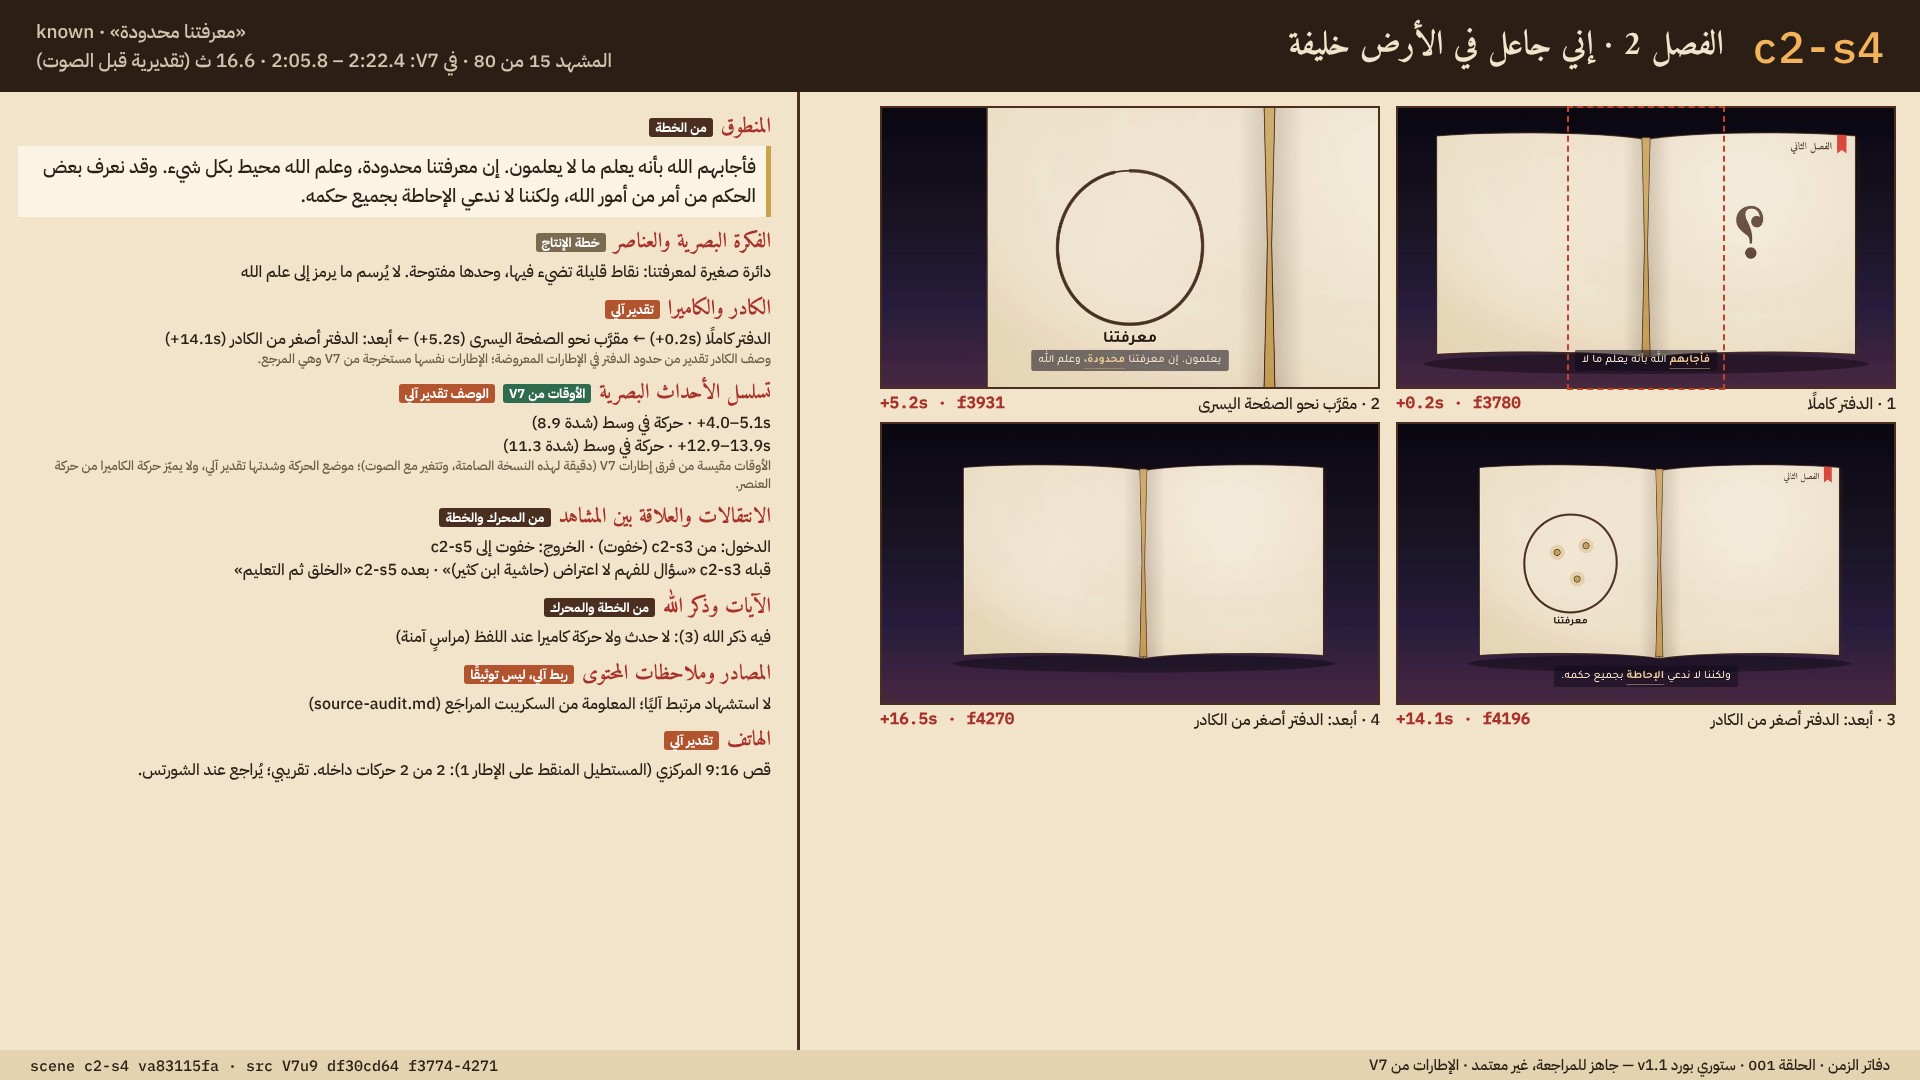 c2-s4
الفصل 2 · إني جاعل في الأرض خليفة
«معرفتنا محدودة» · known
المشهد 15 من 80 · في V7: 2:05.8 – 2:22.4 · 16.6 ث (تقديرية قبل الصوت)
الفصل الثاني
؟
فأجابهم الله بأنه يعلم ما لا
1 · الدفتر كاملًا
+0.2s · f3780
معرفتنا
يعلمون. إن معرفتنا محدودة، وعلم الله
2 · مقرَّب نحو الصفحة اليسرى
+5.2s · f3931
الفصل الثاني
معرفتنا
ولكننا لا ندعي الإحاطة بجميع حكمه.
3 · أبعد: الدفتر أصغر من الكادر
+14.1s · f4196
4 · أبعد: الدفتر أصغر من الكادر
+16.5s · f4270
المنطوق من الخطة
فأجابهم الله بأنه يعلم ما لا يعلمون. إن معرفتنا محدودة، وعلم الله محيط بكل شيء. وقد نعرف بعض
الحكم من أمر من أمور الله، ولكننا لا ندعي الإحاطة بجميع حكمه.
الفكرة البصرية والعناصر خطة الإنتاج
دائرة صغيرة لمعرفتنا: نقاط قليلة تضيء فيها، وحدها مفتوحة. لا يُرسم ما يرمز إلى علم الله
الكادر والكاميرا تقدير آلي
الدفتر كاملًا (+0.2s) ← مقرَّب نحو الصفحة اليسرى (+5.2s) ← أبعد: الدفتر أصغر من الكادر (+14.1s)
وصف الكادر تقدير من حدود الدفتر في الإطارات المعروضة؛ الإطارات نفسها مستخرجة من V7 وهي المرجع.
تسلسل الأحداث البصرية الأوقات من V7 الوصف تقدير آلي
+4.0–5.1s · حركة في وسط (شدة 8.9)
+12.9–13.9s · حركة في وسط (شدة 11.3)
الأوقات مقيسة من فرق إطارات V7 (دقيقة لهذه النسخة الصامتة، وتتغير مع الصوت)؛ موضع الحركة وشدتها تقدير آلي، ولا يميّز حركة الكاميرا من حركة
العنصر.
الانتقالات والعلاقة بين المشاهد من المحرك والخطة
الدخول: من c2-s3 (خفوت) · الخروج: خفوت إلى c2-s5
قبله c2-s3 «سؤال للفهم لا اعتراض (حاشية ابن كثير)» · بعده c2-s5 «الخلق ثم التعليم»
الآيات وذكر الله من الخطة والمحرك
فيه ذكر الله (3): لا حدث ولا حركة كاميرا عند اللفظ (مراسٍ آمنة)
المصادر وملاحظات المحتوى ربط آلي، ليس توثيقًا
لا استشهاد مرتبط آليًا؛ المعلومة من السكريبت المراجَع (source-audit.md)
الهاتف تقدير آلي
قص 9:16 المركزي (المستطيل المنقط على الإطار 1): 2 من 2 حركات داخله. تقريبي؛ يُراجع عند الشورتس.
دفاتر الزمن · الحلقة 001 · ستوري بورد v1.1 — جاهز للمراجعة، غير معتمد · الإطارات من V7
scene c2-s4 va83115fa · src V7u9 df30cd64 f3774-4271